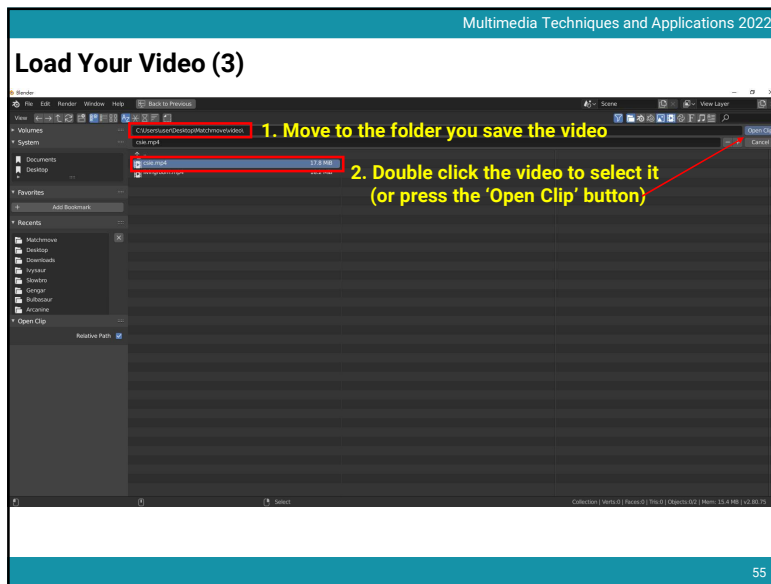 Multimedia Techniques and Applications 2022
Load Your Video (3)
Blender
File Edit Render Window Help Back to Previous Scene View Layer
View
Volumes C:\Users\user\Desktop\Matchmove\video\ 1. Move to the folder you save the video Open Clip
System csie.mp4 Cancel
Documents csie.mp4 17.8 MiB
Desktop
2. Double click the video to select it
(or press the ‘Open Clip’ button)
Favorites
Add Bookmark
Recents
Matchmove
Desktop
Downloads
Ivysaur
Slowbro
Gengar
Bulbasaur
Arcanine
Open Clip
Relative Path
Select Collection | Verts:0 | Faces:0 | Tris:0 | Objects:0/2 | Mem: 15.4 MB | v2.80.75
55